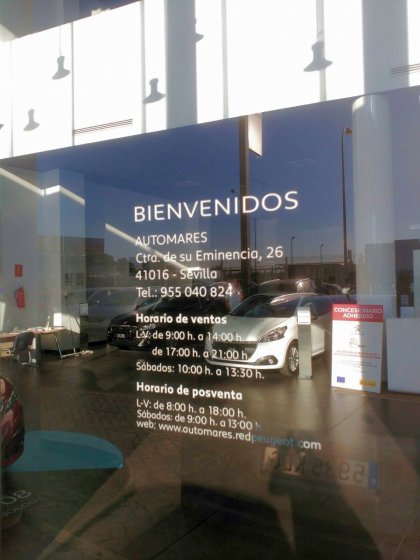 BIENVENIDOS
AUTOMARES
Ctra. de su Eminencia, 26
41016 - Sevilla
Tel.: 955 040 824
Horario de ventas
L-V: de 9:00 h. a 14:00 h.
de 17:00 h. a 21:00 h.
Sábados: 10:00 h. a 13:30 h.
Horario de posventa
L-V: de 8:00 h. a 18:00 h.
Sábados: de 9:00 h. a 13:00 h.
web: www.automares.redpeugeot.com
CONCESIONARIO
ADHERIDO